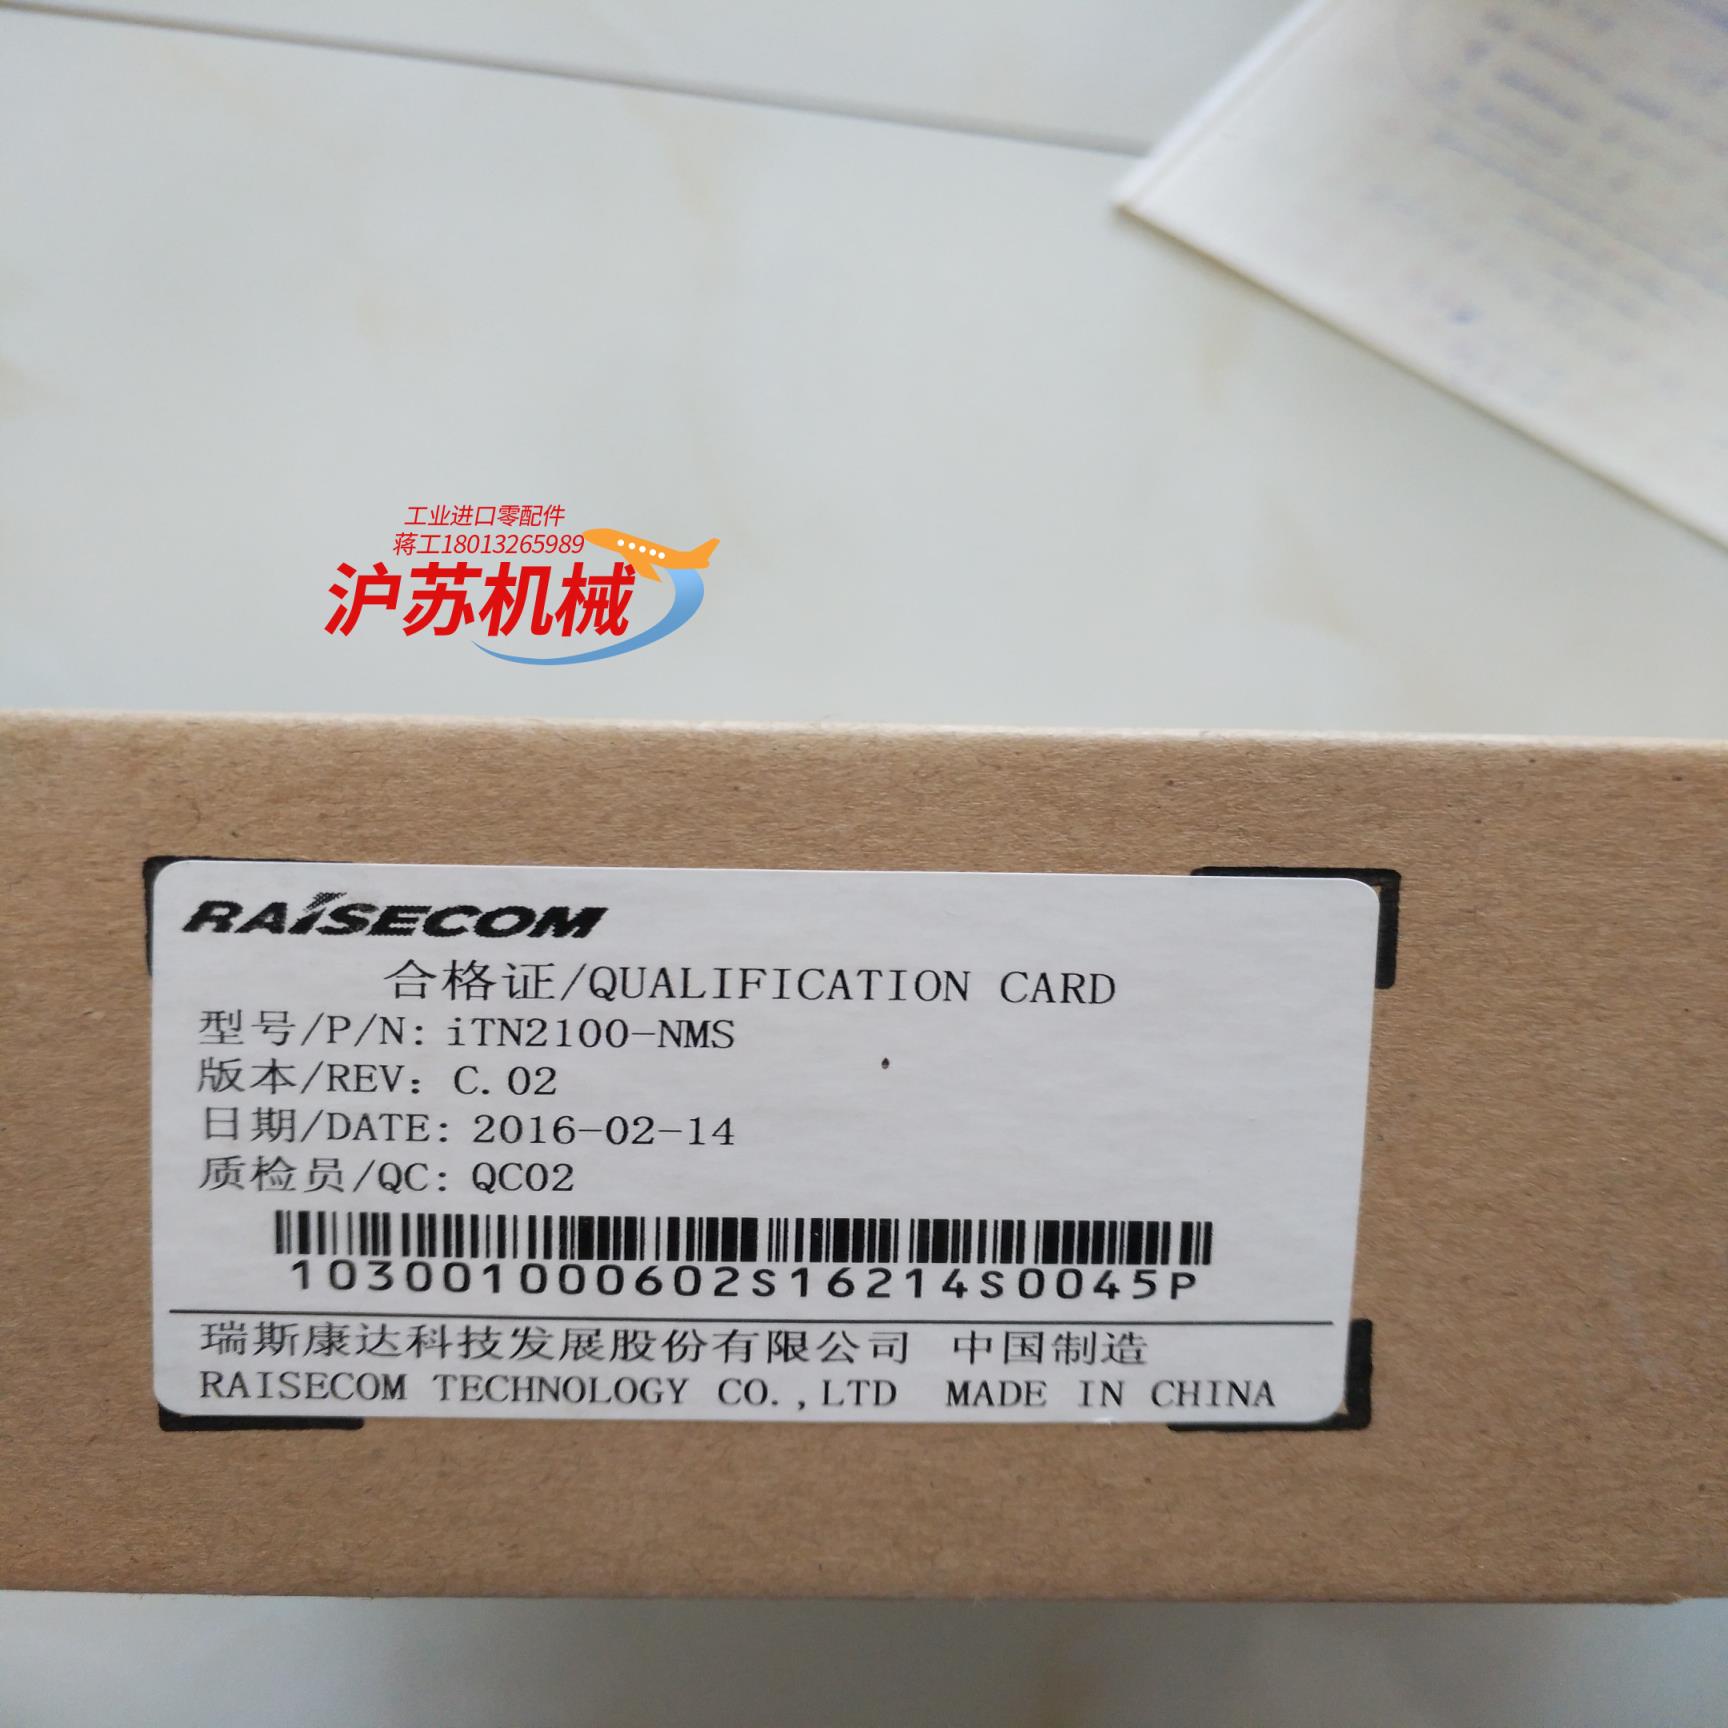 工业进口零配件
蒋工18013265989
沪苏机械
RAISECOM
合格证/QUALIFICATION CARD
型号/P/N: iTN2100-NMS
版本/REV: C.02
日期/DATE: 2016-02-14
质检员/QC: QC02
103001000602S16214S0045P
瑞斯康达科技发展股份有限公司 中国制造
RAISECOM TECHNOLOGY CO.,LTD MADE IN CHINA